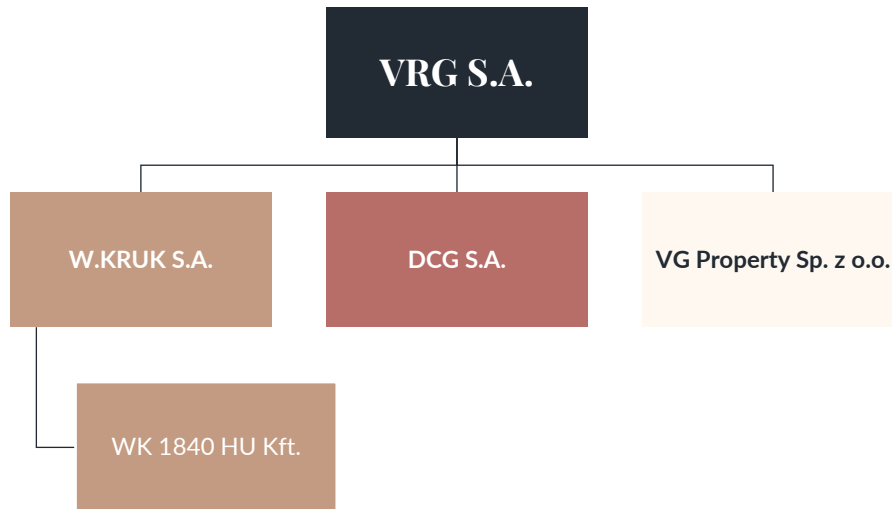 VRG S.A.
W.KRUK S.A.
DCG S.A.
VG Property Sp. z o.o.
WK 1840 HU Kft.